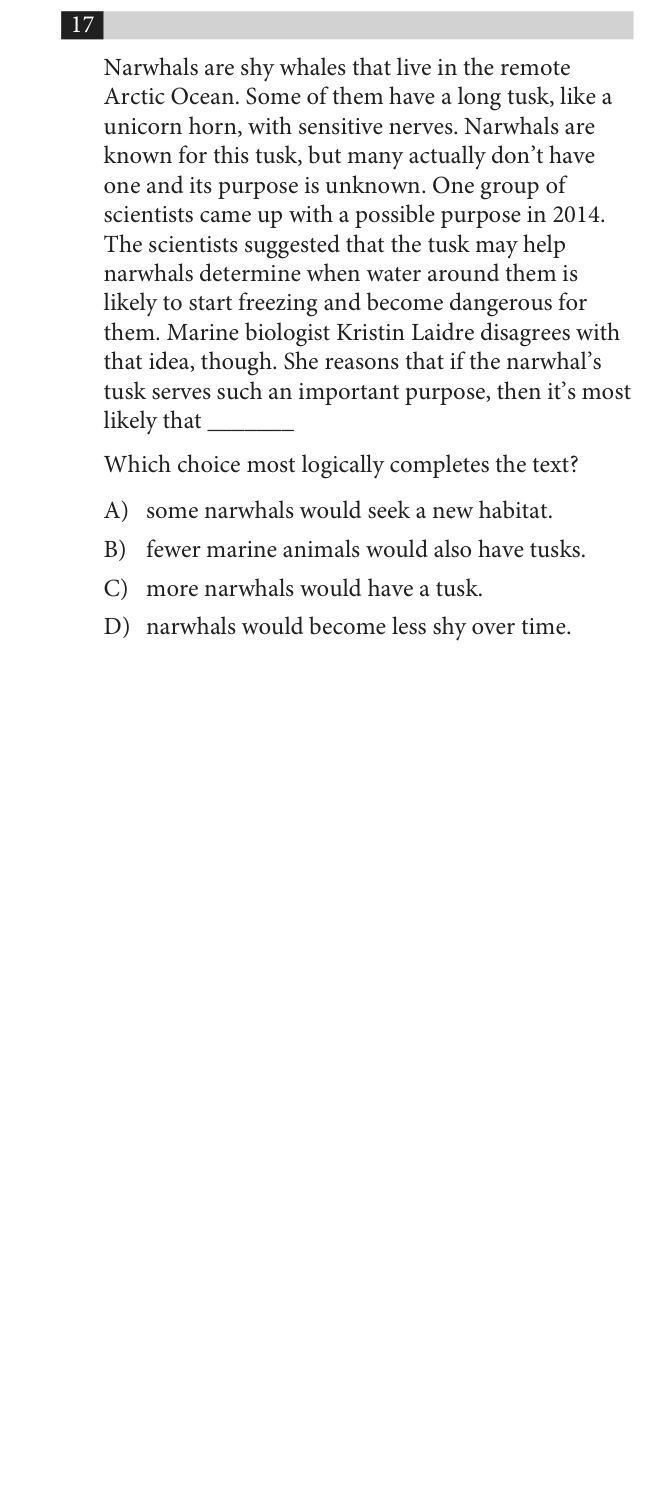 17
Narwhals are shy whales that live in the remote
Arctic Ocean. Some of them have a long tusk, like a
unicorn horn, with sensitive nerves. Narwhals are
known for this tusk, but many actually don’t have
one and its purpose is unknown. One group of
scientists came up with a possible purpose in 2014.
The scientists suggested that the tusk may help
narwhals determine when water around them is
likely to start freezing and become dangerous for
them. Marine biologist Kristin Laidre disagrees with
that idea, though. She reasons that if the narwhal’s
tusk serves such an important purpose, then it’s most
likely that _______
Which choice most logically completes the text?
A) some narwhals would seek a new habitat.
B) fewer marine animals would also have tusks.
C) more narwhals would have a tusk.
D) narwhals would become less shy over time.